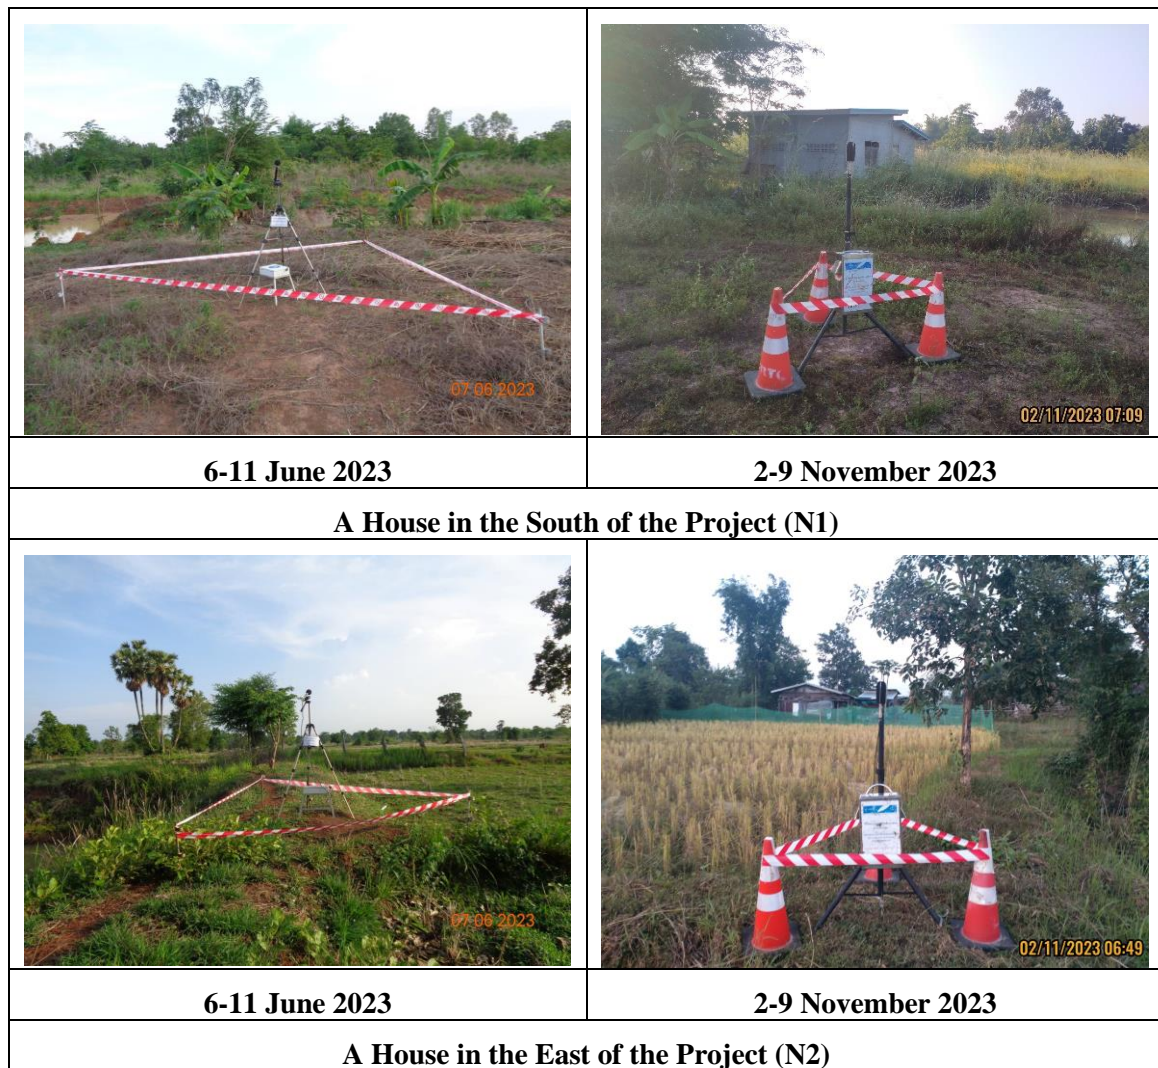 07.06.2023
02/11/2023 07:09
6-11 June 2023
2-9 November 2023
A House in the South of the Project (N1)
07.06.2023
02/11/2023 06:49
6-11 June 2023
2-9 November 2023
A House in the East of the Project (N2)